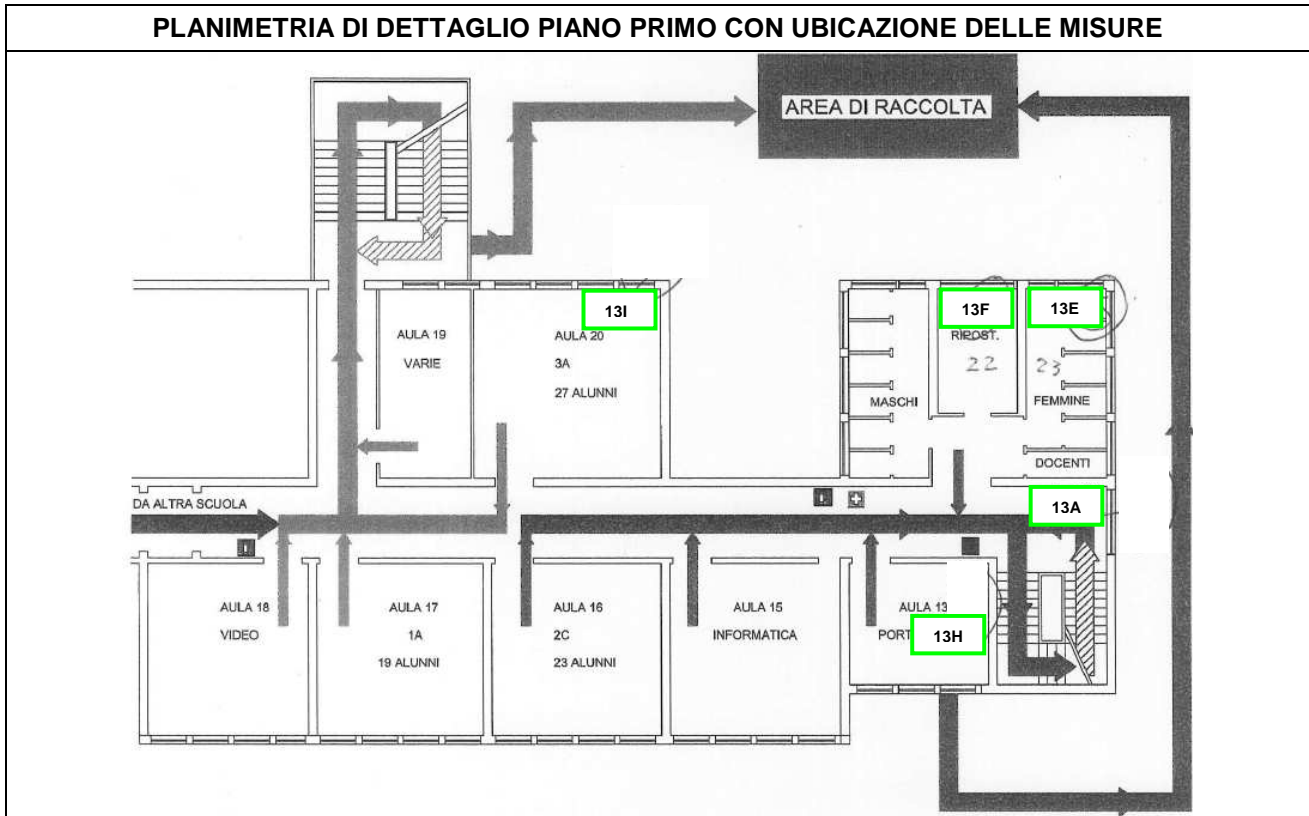 PLANIMETRIA DI DETTAGLIO PIANO PRIMO CON UBICAZIONE DELLE MISURE
AREA DI RACCOLTA
13I
13F
13E
AULA 19
VARIE
AULA 20
3A
27 ALUNNI
RIPOST.
22
23
MASCHI
FEMMINE
DOCENTI
DA ALTRA SCUOLA
13A
AULA 18
VIDEO
AULA 17
1A
19 ALUNNI
AULA 16
2C
23 ALUNNI
AULA 15
INFORMATICA
AULA 13
PORT
13H